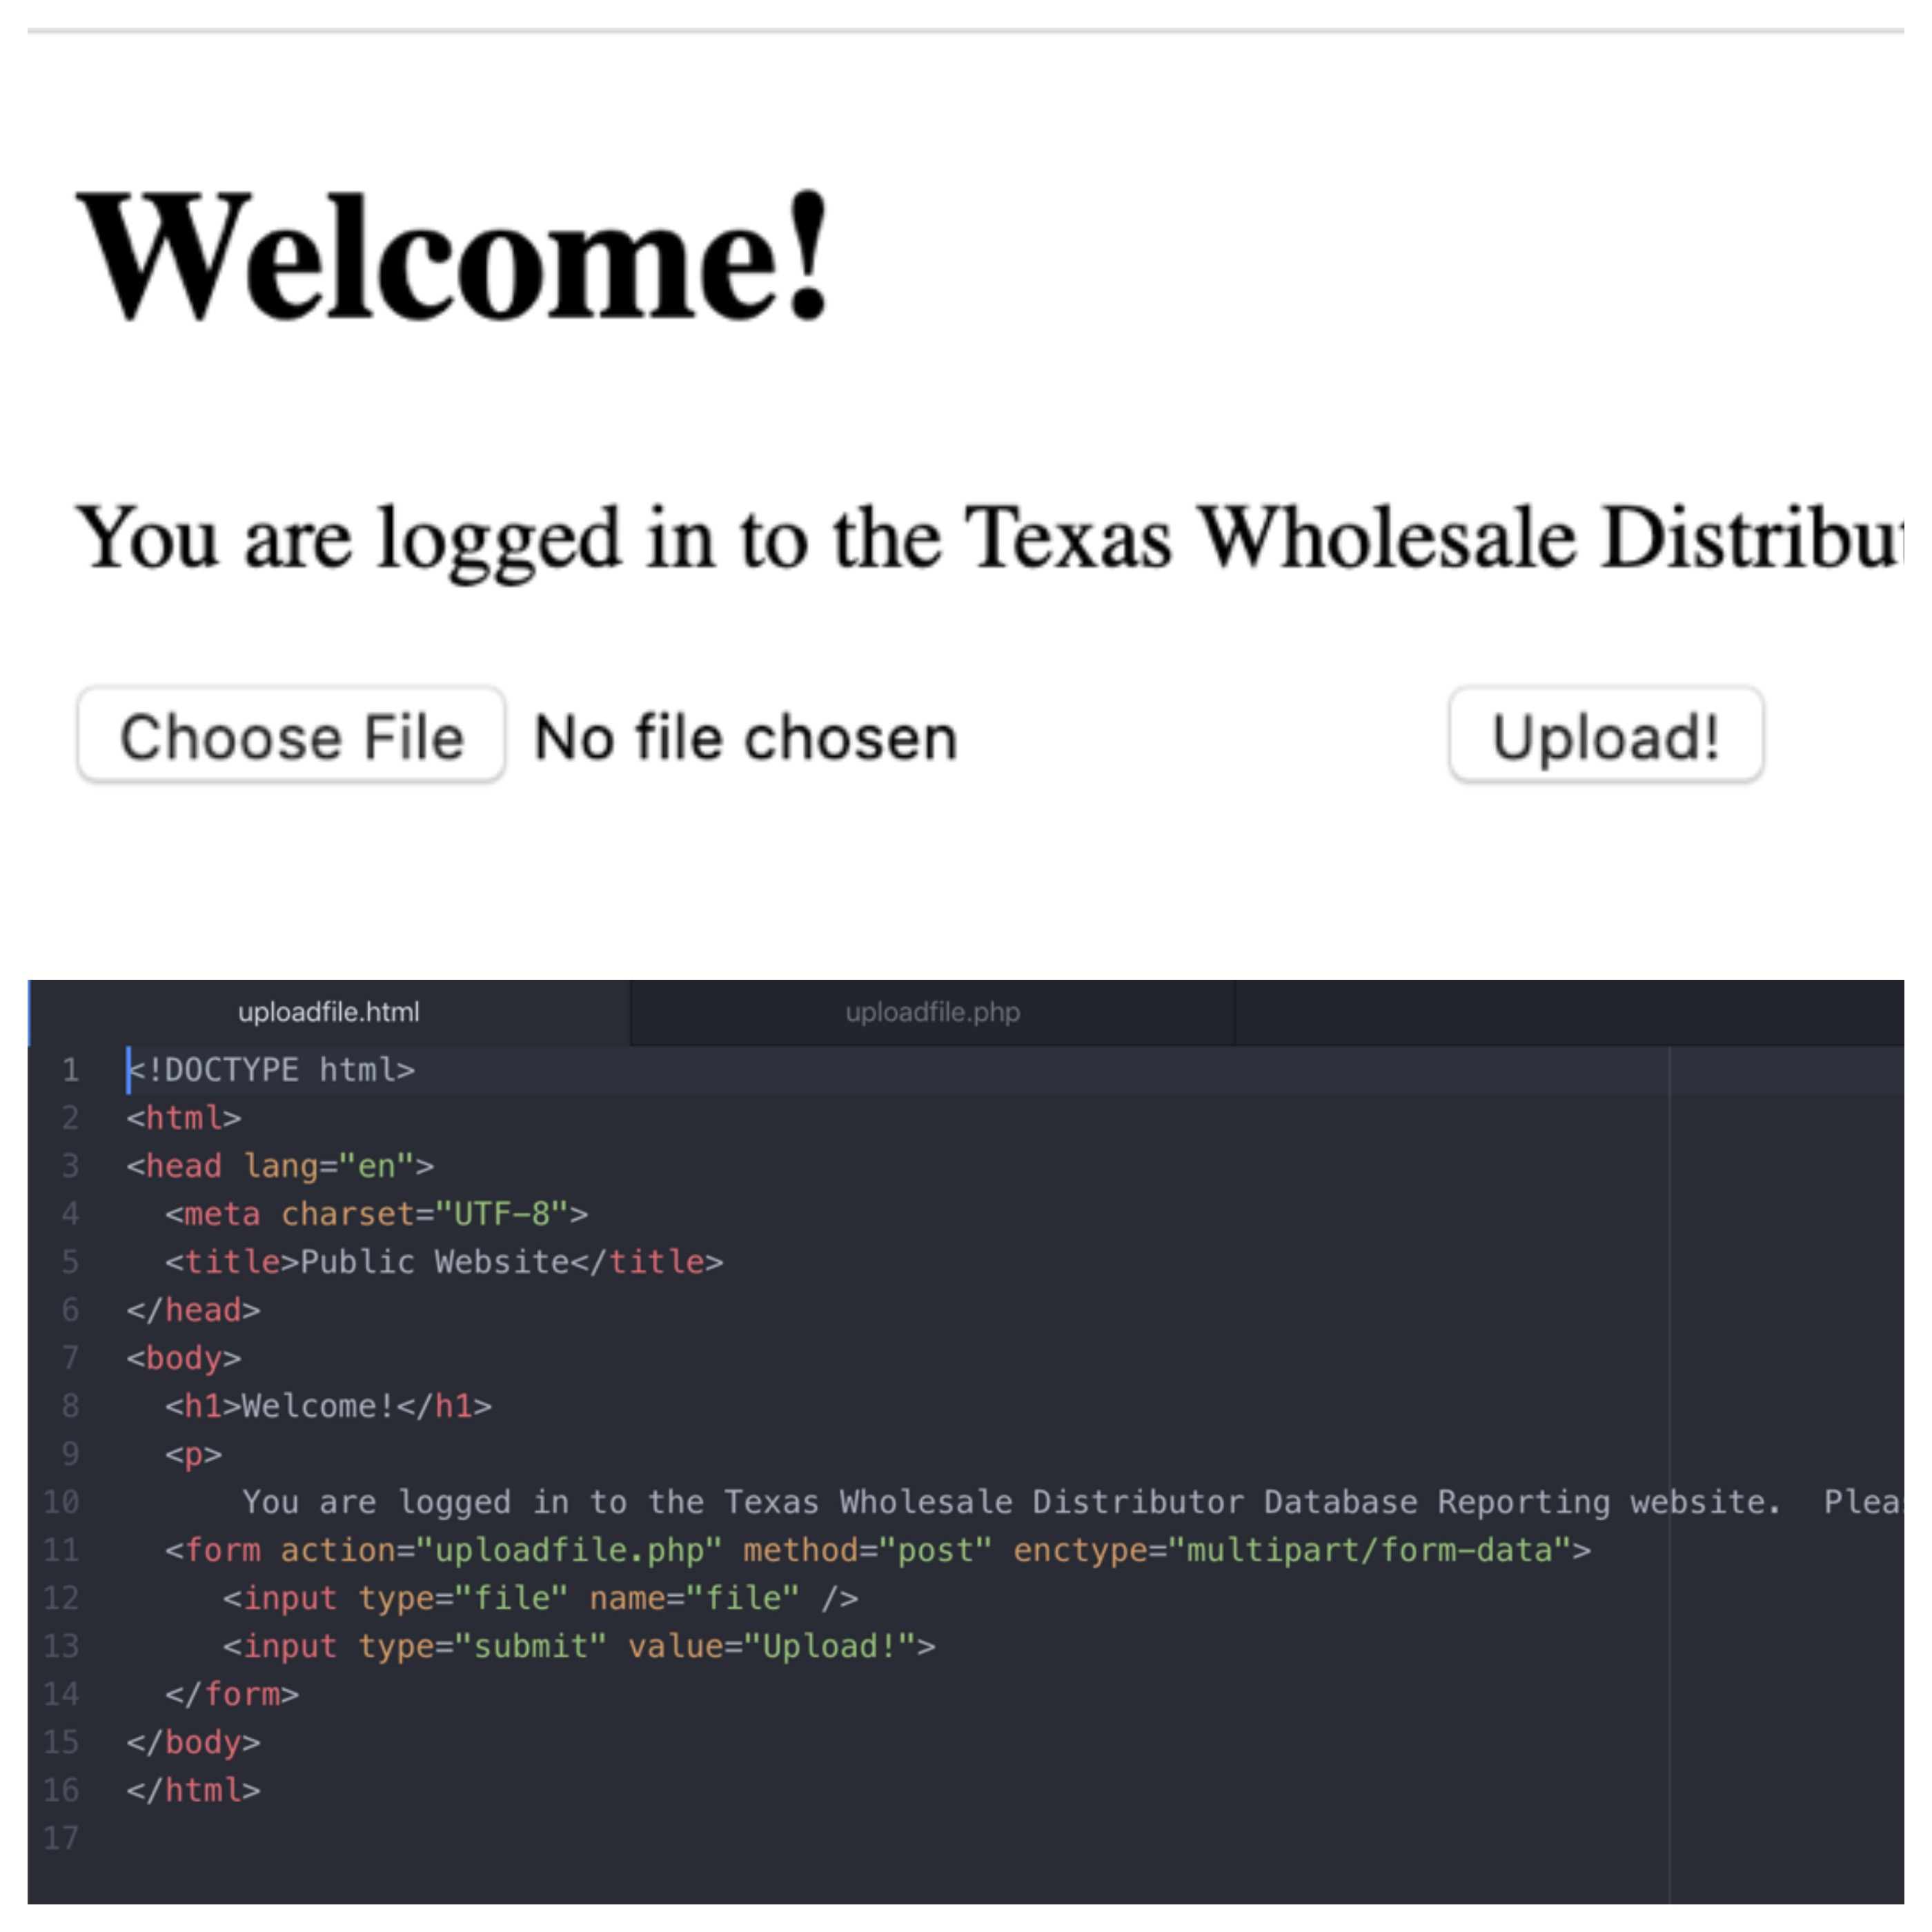 Welcome!
You are logged in to the Texas Wholesale
Choose File No file chosen Upload!
uploadfile.html uploadfile.php
1 <!DOCTYPE html>
2 <html>
3 <head lang="en">
4 <meta charset="UTF-8">
5 <title>Public Website</title>
6 </head>
7 <body>
8 <h1>Welcome!</h1>
9 <p>
10 You are logged in to the Texas Wholesale Distributor Database Reporting website.
11 <form action="uploadfile.php" method="post" enctype="multipart/form-data">
12 <input type="file" name="file" />
13 <input type="submit" value="Upload!">
14 </form>
15 </body>
16 </html>
17